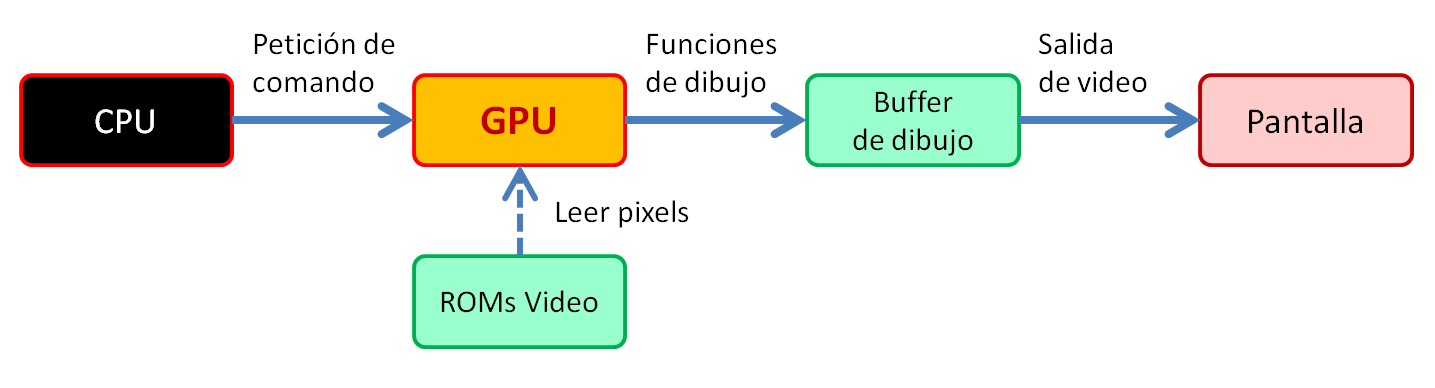 Petición de
comando
Funciones
de dibujo
Salida
de video
CPU
GPU
Buffer
de dibujo
Pantalla
Leer pixels
ROMs Video